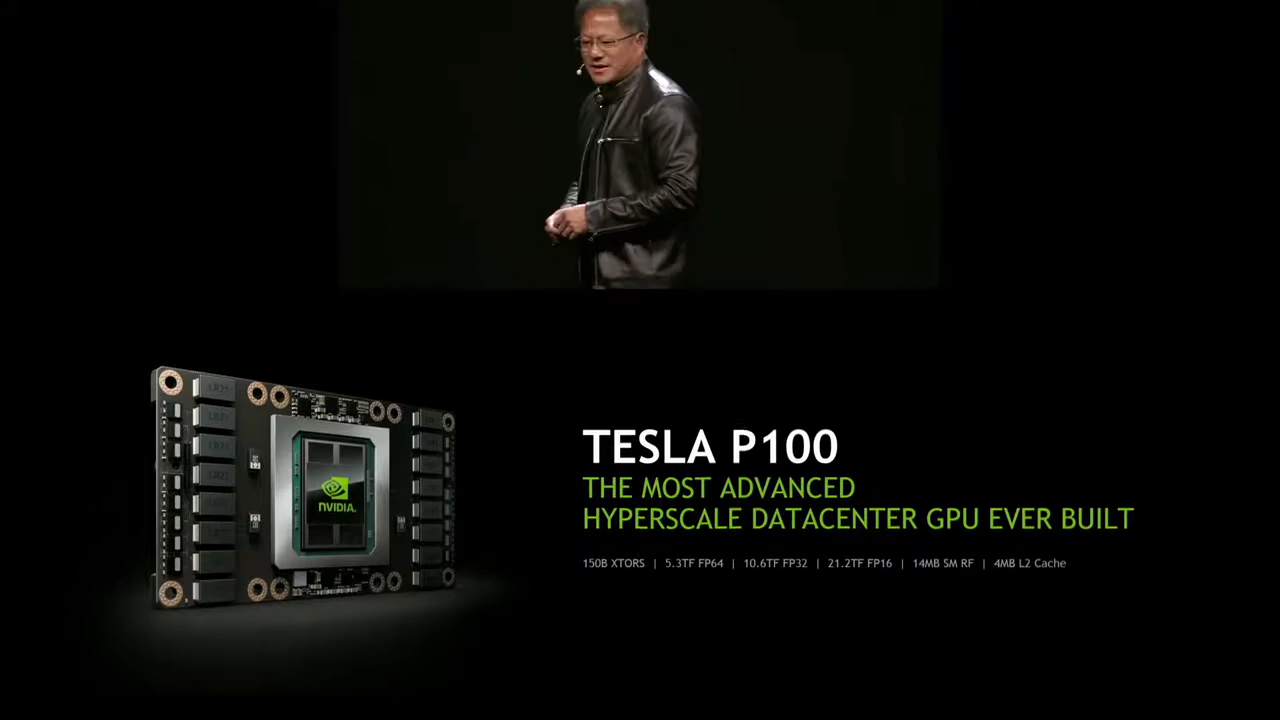 TESLA P100
THE MOST ADVANCED
HYPERSCALE DATACENTER GPU EVER BUILT
150B XTORS | 5.3TF FP64 | 10.6TF FP32 | 21.2TF FP16 | 14MB SM RF | 4MB L2 Cache
NVIDIA.